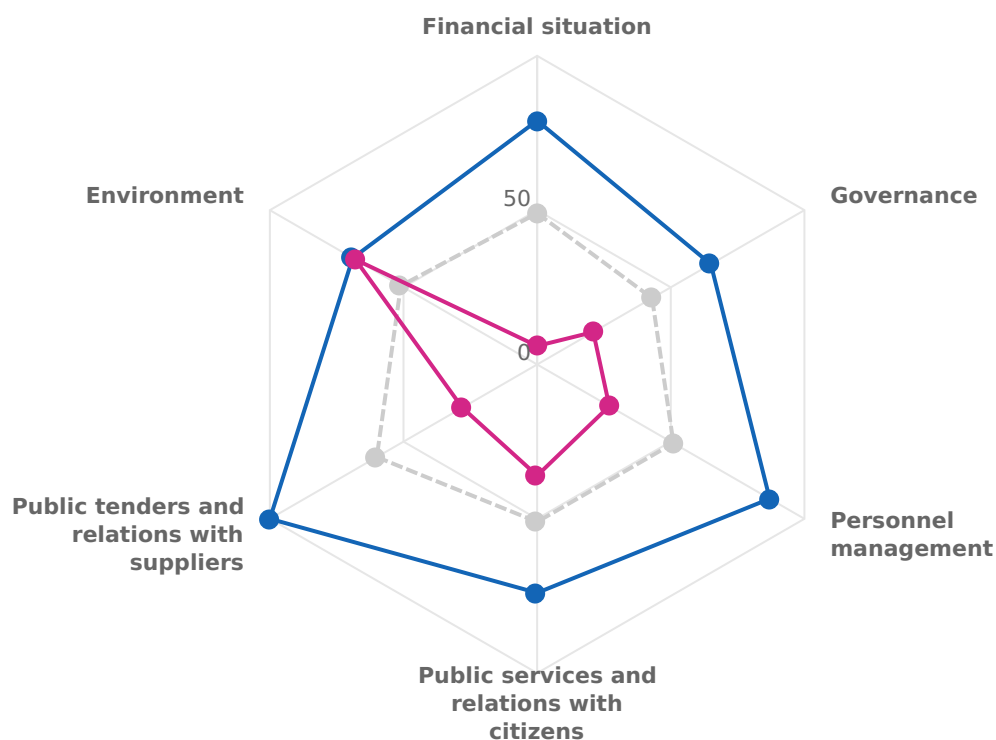 Financial situation
Environment
Governance
50
0
Public tenders and
relations with
suppliers
Personnel
management
Public services and
relations with
citizens